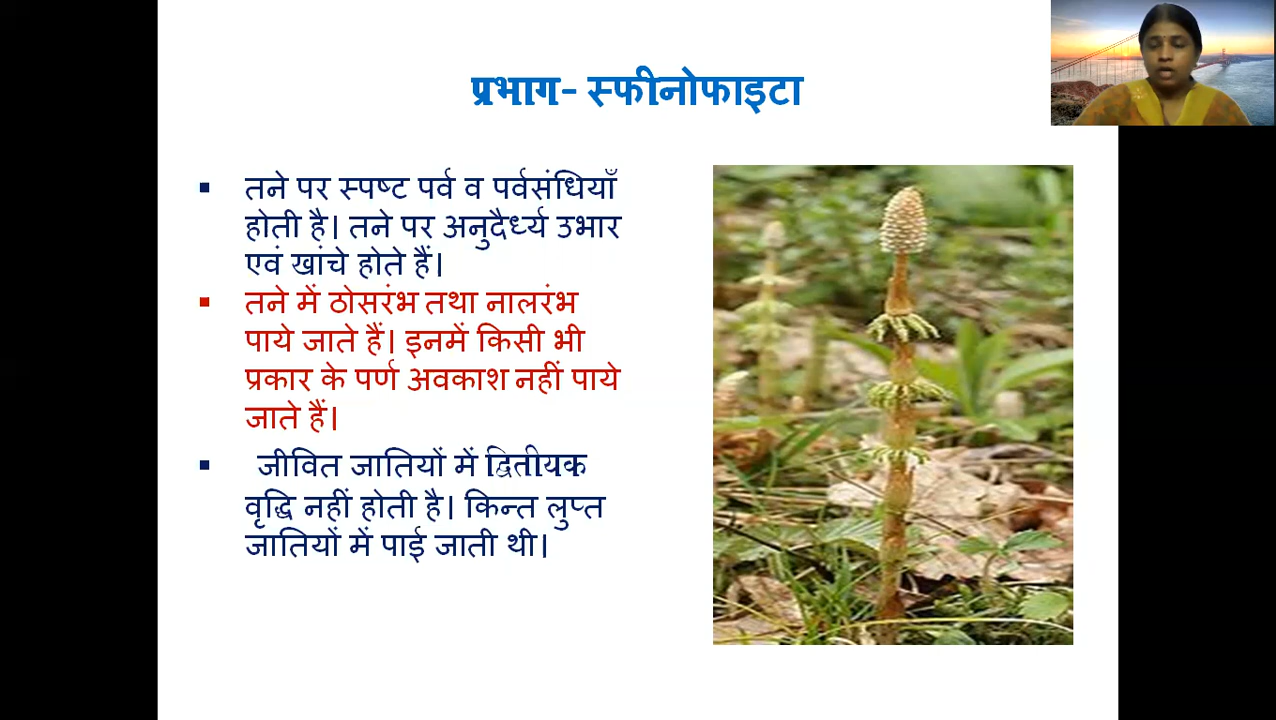 प्रभाग- स्फीनोफाइटा
▪ तने पर स्पष्ट पर्व व पर्वसंधियाँ
होती है। तने पर अनुदैर्ध्य उभार
एवं खांचे होते हैं।
▪ तने में ठोसरंभ तथा नालरंभ
पाये जाते हैं। इनमें किसी भी
प्रकार के पर्ण अवकाश नहीं पाये
जाते हैं।
▪ जीवित जातियों में द्वितीयक
वृद्धि नहीं होती है। किन्त लुप्त
जातियों में पाई जाती थी।